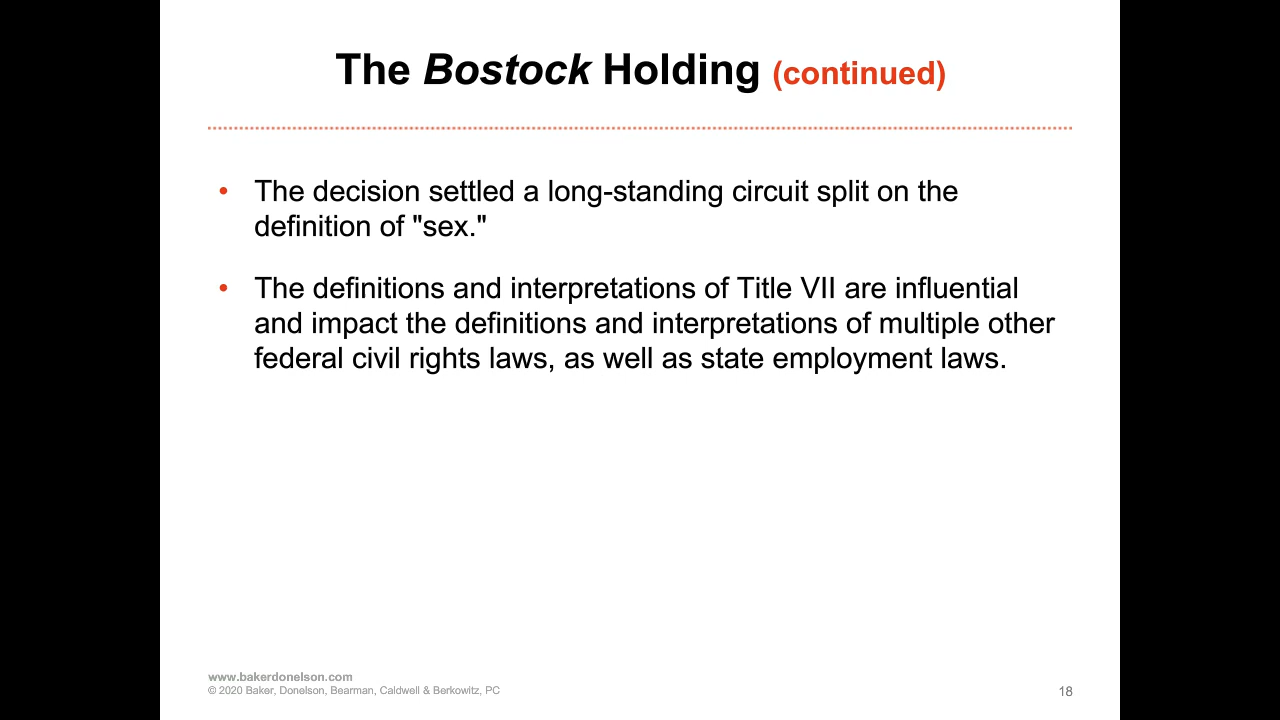 The Bostock Holding (continued)
• The decision settled a long-standing circuit split on the
definition of "sex."
• The definitions and interpretations of Title VII are influential
and impact the definitions and interpretations of multiple other
federal civil rights laws, as well as state employment laws.
www.bakerdonelson.com
© 2020 Baker, Donelson, Bearman, Caldwell & Berkowitz, PC
18